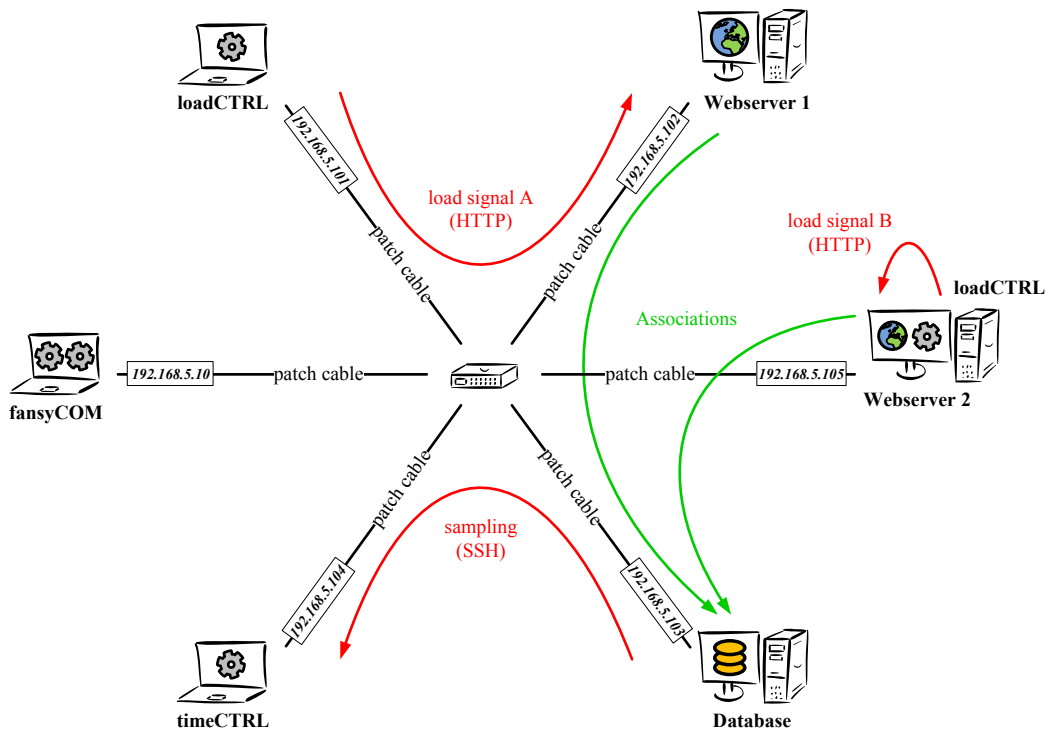 loadCTRL
Webserver 1
192.168.5.101
192.168.5.102
load signal A
(HTTP)
patch cable
patch cable
load signal B
(HTTP)
loadCTRL
Associations
192.168.5.10
patch cable
patch cable
192.168.5.105
fansyCOM
Webserver 2
patch cable
patch cable
sampling
(SSH)
192.168.5.104
192.168.5.103
timeCTRL
Database